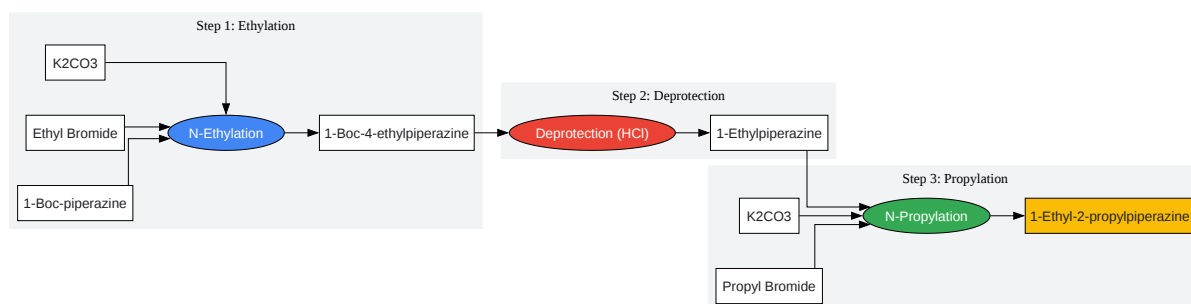 Step 1: Ethylation
K2CO3
Ethyl Bromide
N-Ethylation
1-Boc-4-ethylpiperazine
1-Boc-piperazine
Step 2: Deprotection
Deprotection (HCl)
1-Ethylpiperazine
Step 3: Propylation
K2CO3
N-Propylation
1-Ethyl-2-propylpiperazine
Propyl Bromide